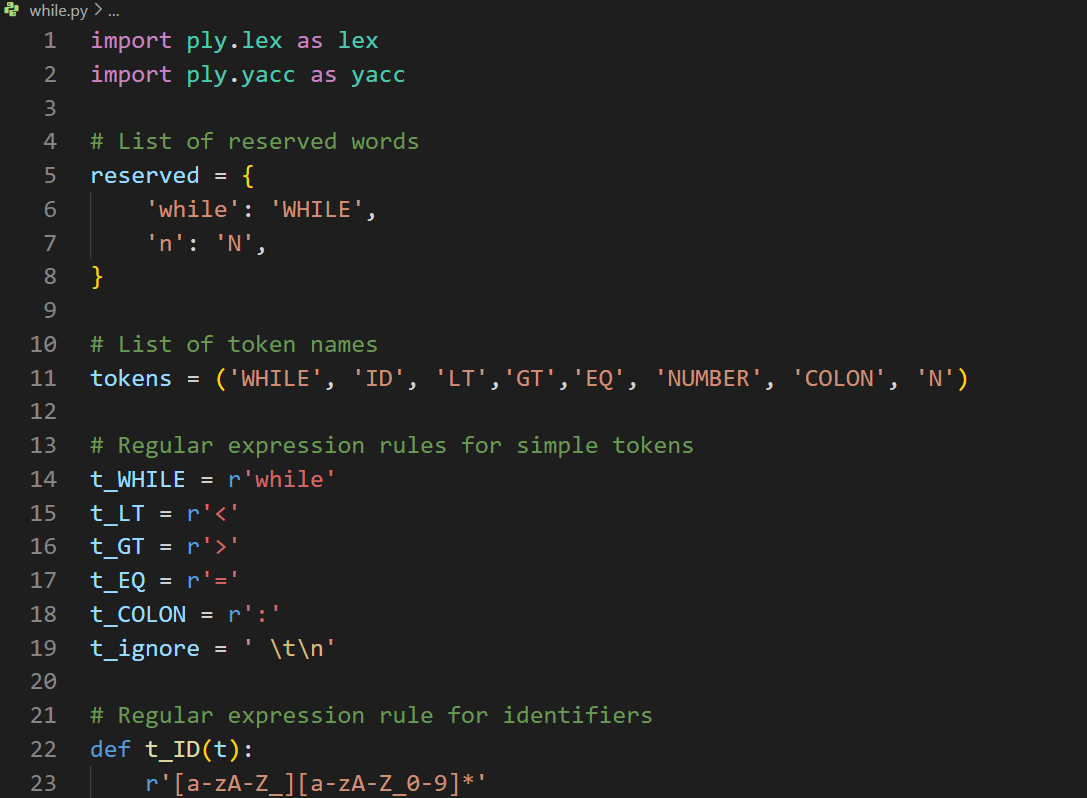 while.py > ...
1 import ply.lex as lex
2 import ply.yacc as yacc
3
4 # List of reserved words
5 reserved = {
6     'while': 'WHILE',
7     'n': 'N',
8 }
9
10 # List of token names
11 tokens = ('WHILE', 'ID', 'LT','GT','EQ', 'NUMBER', 'COLON', 'N')
12
13 # Regular expression rules for simple tokens
14 t_WHILE = r'while'
15 t_LT = r'<'
16 t_GT = r'>'
17 t_EQ = r'='
18 t_COLON = r':'
19 t_ignore = ' \t\n'
20
21 # Regular expression rule for identifiers
22 def t_ID(t):
23     r'[a-zA-Z_][a-zA-Z_0-9]*'